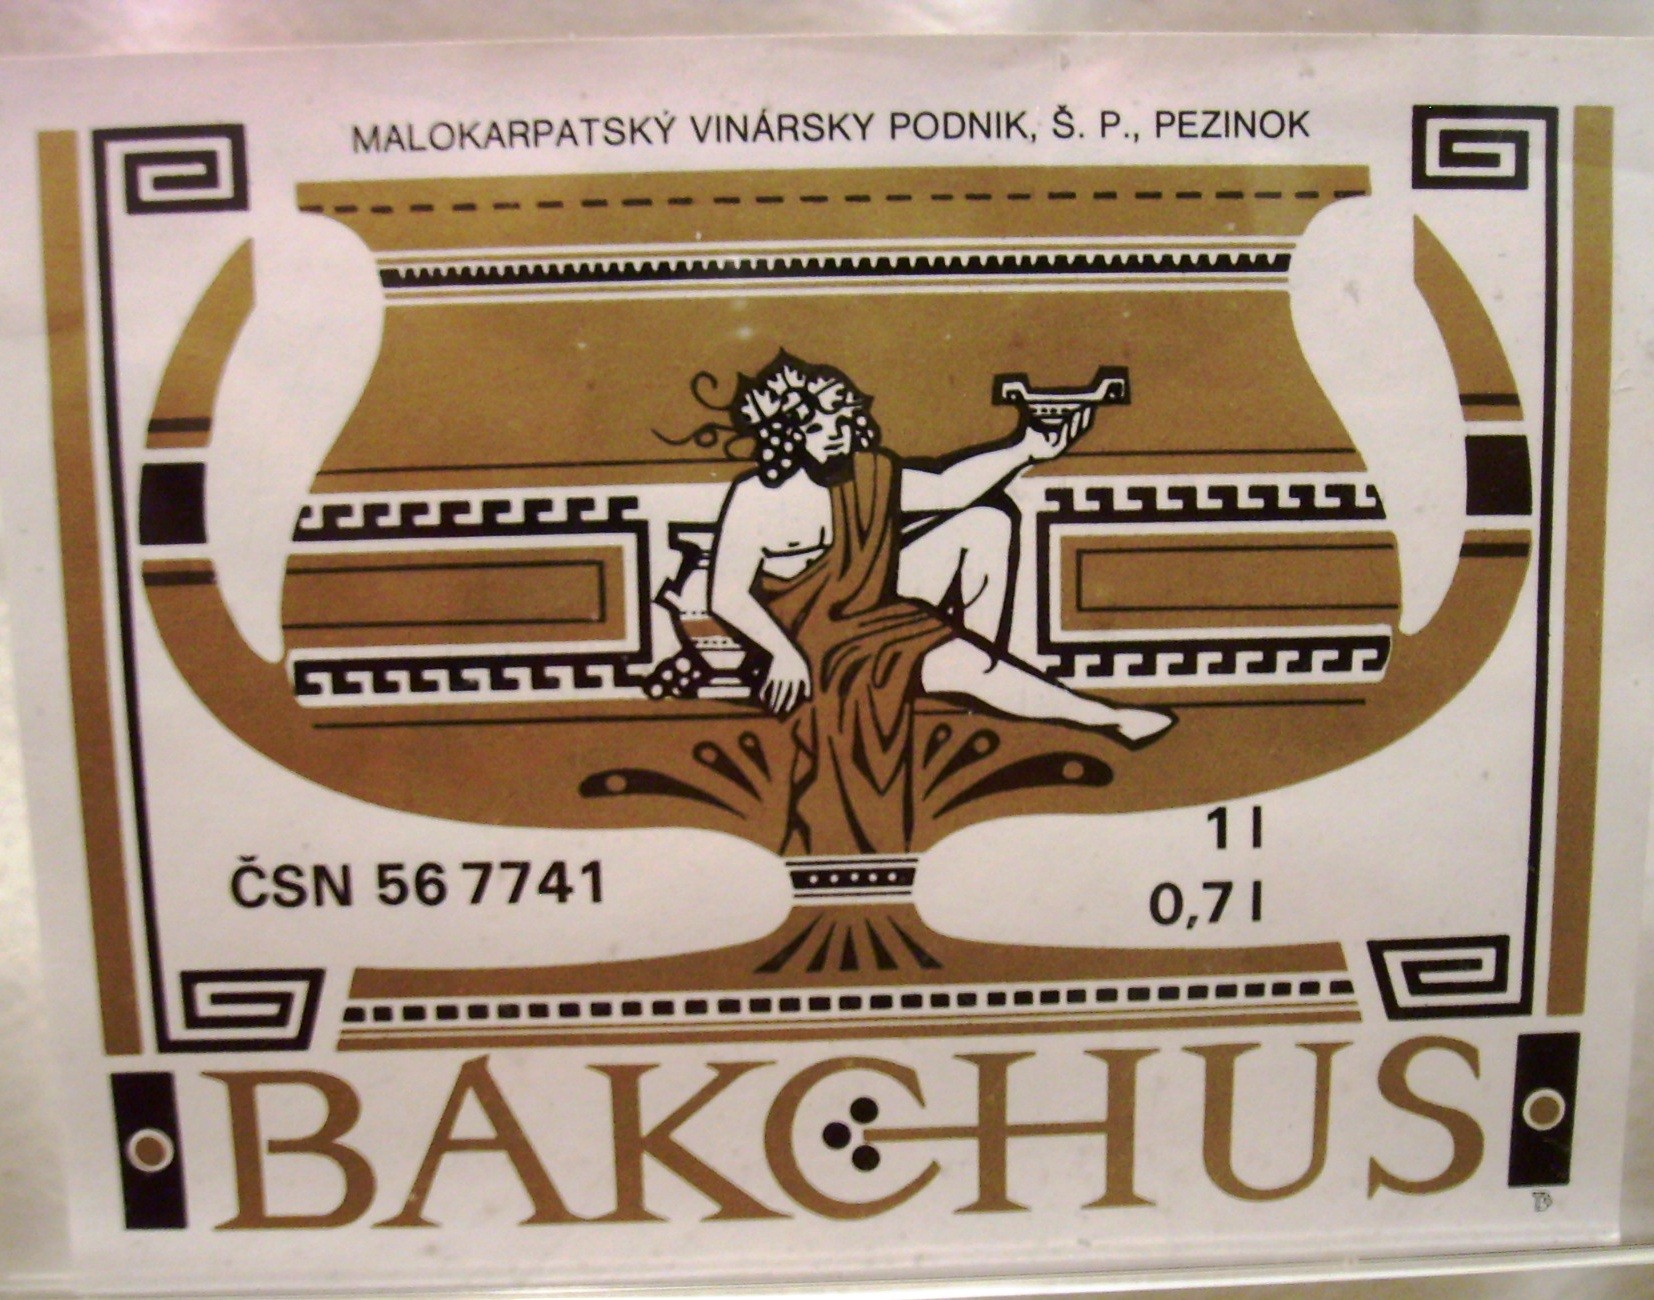 MALOKARPATSKÝ VINÁRSKY PODNIK, Š. P., PEZINOK
ČSN 56 7741
1 l
0,7 l
BAKCHUS